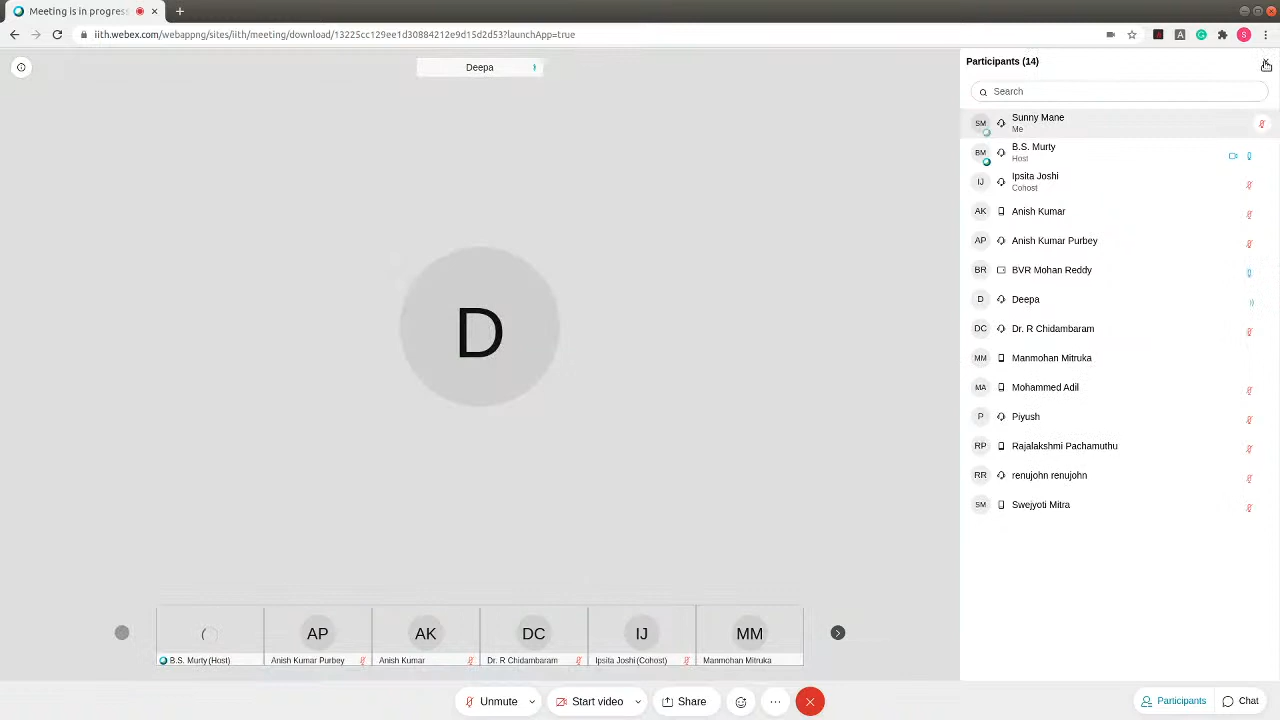 Meeting is in progress
iith.webex.com/webappng/sites/iith/meeting/download/13225cc129ee1d30884212e9d15d2d53?launchApp=true
S
Deepa
D
Participants (14)
Search
SM Sunny Mane
Me
BM B.S. Murty
Host
IJ Ipsita Joshi
Cohost
AK Anish Kumar
AP Anish Kumar Purbey
BR BVR Mohan Reddy
D Deepa
DC Dr. R Chidambaram
MM Manmohan Mitruka
MA Mohammed Adil
P Piyush
RP Rajalakshmi Pachamuthu
RR renujohn renujohn
SM Swejyoti Mitra
AP AK DC IJ MM
B.S. Murty (Host) Anish Kumar Purbey Anish Kumar Dr. R Chidambaram Ipsita Joshi (Cohost) Manmohan Mitruka
Unmute Start video Share Participants Chat